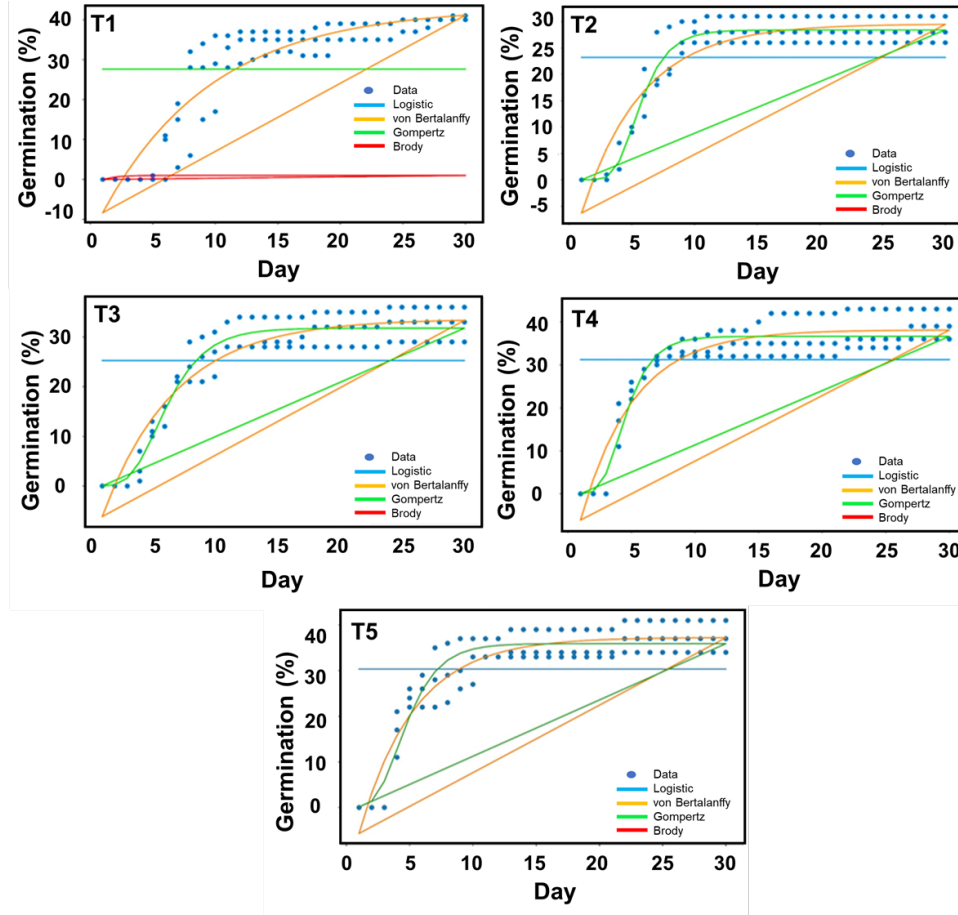 T1
Germination (%)
40
30
20
10
0
-10
Data
Logistic
von Bertalanffy
Gompertz
Brody
0 5 10 15 20 25 30
Day
T2
Germination (%)
30
25
20
15
10
5
0
-5
Data
Logistic
von Bertalanffy
Gompertz
Brody
0 5 10 15 20 25 30
Day
T3
Germination (%)
30
20
10
0
Data
Logistic
von Bertalanffy
Gompertz
Brody
0 5 10 15 20 25 30
Day
T4
Germination (%)
40
30
20
10
0
Data
Logistic
von Bertalanffy
Gompertz
Brody
0 5 10 15 20 25 30
Day
T5
Germination (%)
40
30
20
10
0
Data
Logistic
von Bertalanffy
Gompertz
Brody
0 5 10 15 20 25 30
Day